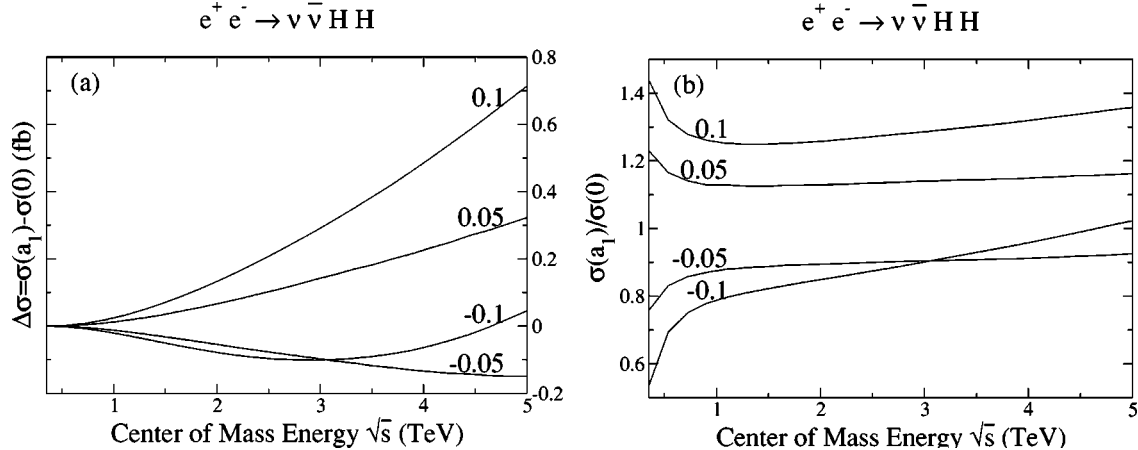 e⁺ e⁻ → ν ν̅ H H
(a)
Δσ=σ(a₁)-σ(0) (fb)
0.8
0.6
0.4
0.2
0
-0.2
0.1
0.05
-0.1
-0.05
1 2 3 4 5
Center of Mass Energy √s (TeV)
e⁺ e⁻ → ν ν̅ H H
(b)
σ(a₁)/σ(0)
1.4
1.2
1
0.8
0.6
0.1
0.05
-0.05
-0.1
1 2 3 4 5
Center of Mass Energy √s (TeV)